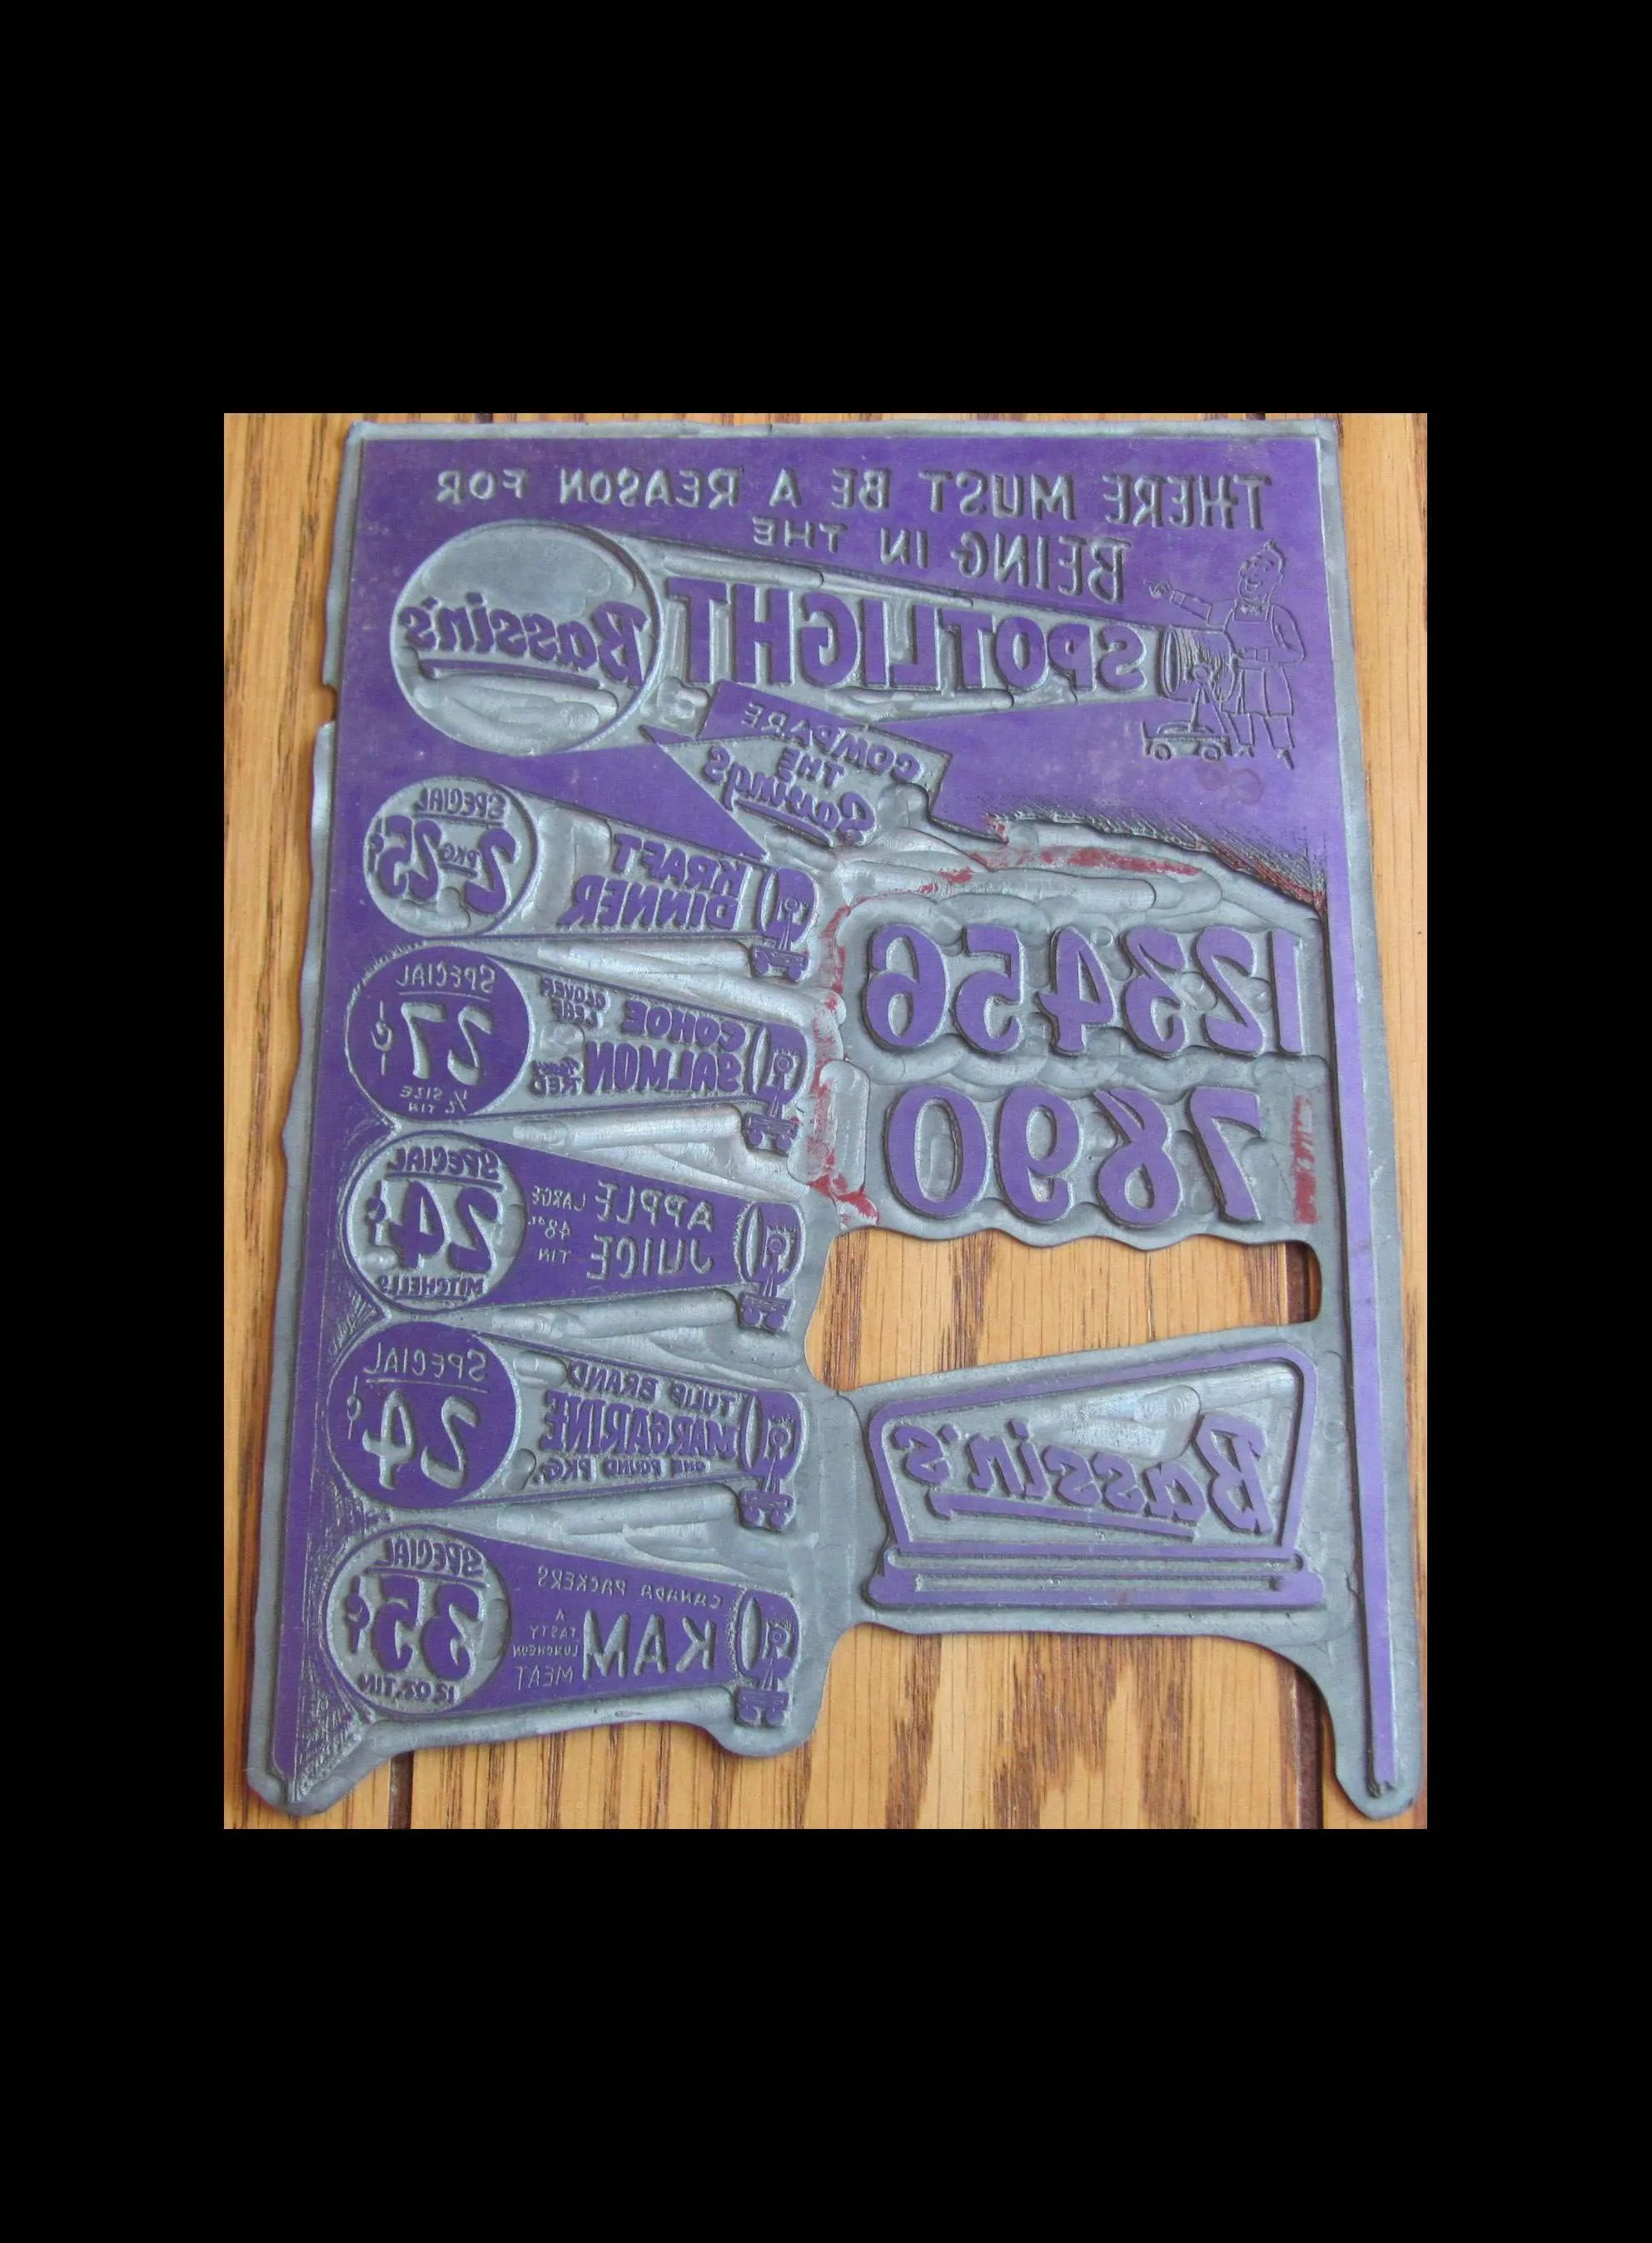 THERE MUST BE A REASON FOR
BEING IN THE
SPOTLIGHT
Bassin's
COMPARE
THE
Savings
KRAFT
DINNER
SPECIAL
2 PKG 25¢
COHOE CLOVER LEAF
SALMON Fancy RED
SPECIAL
27¢
½ SIZE TIN
APPLE
JUICE
LARGE
48 oz.
TIN
SPECIAL
24¢
MITCHELLS
TULIP BRAND
MARGARINE
ONE POUND PKG.
SPECIAL
24¢
CANADA PACKERS
KAM
A
TASTY
LUNCHEON
MEAT
SPECIAL
35¢
12 OZ. TIN
123456
7890
Bassin's